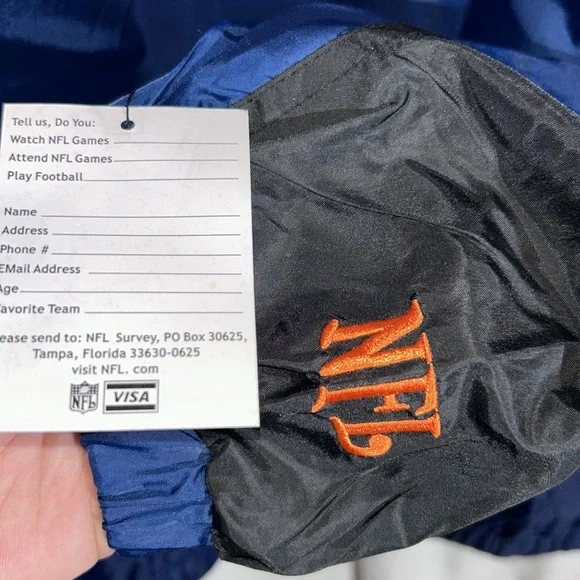 Tell us, Do You:
Watch NFL Games
Attend NFL Games
Play Football
Name
Address
Phone #
EMail Address
Age
Favorite Team
ease send to: NFL Survey, PO Box 30625,
Tampa, Florida 33630-0625
visit NFL. com
NFL VISA
NFL